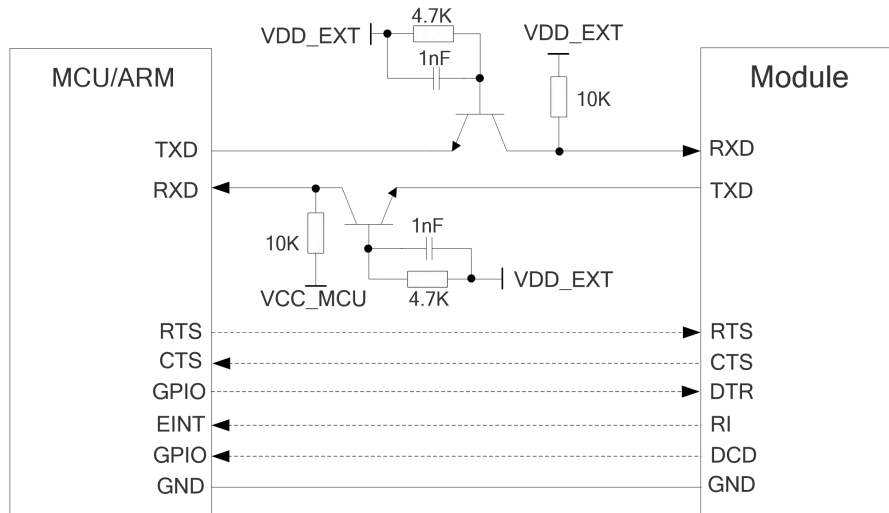 4.7K
VDD_EXT
VDD_EXT
1nF
MCU/ARM
Module
10K
TXD
RXD
RXD
TXD
1nF
10K
VDD_EXT
VCC_MCU
4.7K
RTS
RTS
CTS
CTS
GPIO
DTR
EINT
RI
GPIO
DCD
GND
GND